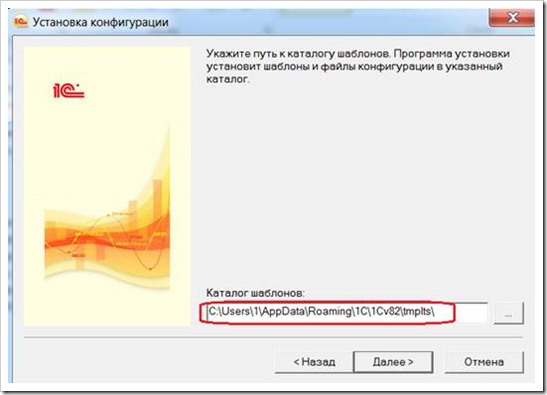 Установка конфигурации
Укажите путь к каталогу шаблонов. Программа установки
установит шаблоны и файлы конфигурации в указанный
каталог.
1С
Каталог шаблонов:
C:\Users\1\AppData\Roaming\1C\1Cv82\tmplts\
...
< Назад
Далее >
Отмена